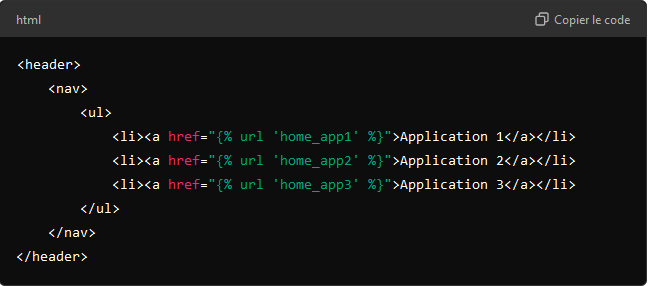 html
Copier le code
<header>
    <nav>
        <ul>
            <li><a href="{% url 'home_app1' %}">Application 1</a></li>
            <li><a href="{% url 'home_app2' %}">Application 2</a></li>
            <li><a href="{% url 'home_app3' %}">Application 3</a></li>
        </ul>
    </nav>
</header>